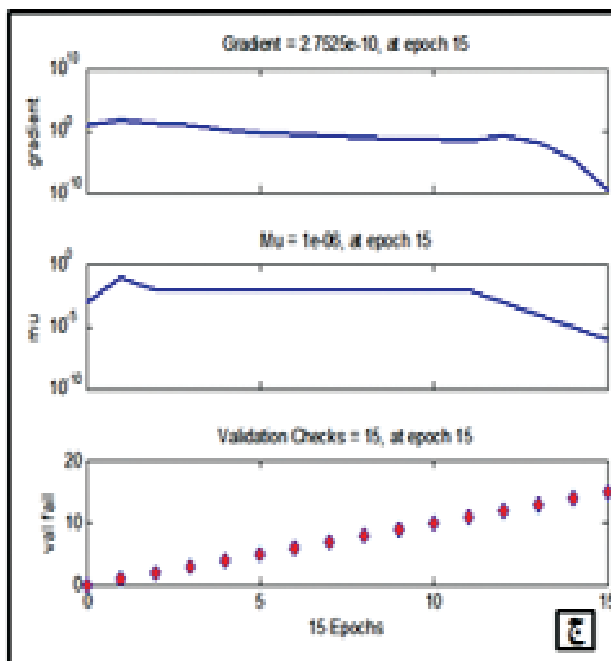 Gradient = 2.7525e-10, at epoch 15
10^10
gradient
10^0
10^-10
Mu = 1e-06, at epoch 15
10^0
mu
10^-5
10^-10
Validation Checks = 15, at epoch 15
20
val fail
10
0
0 5 10 15
15 Epochs
ج